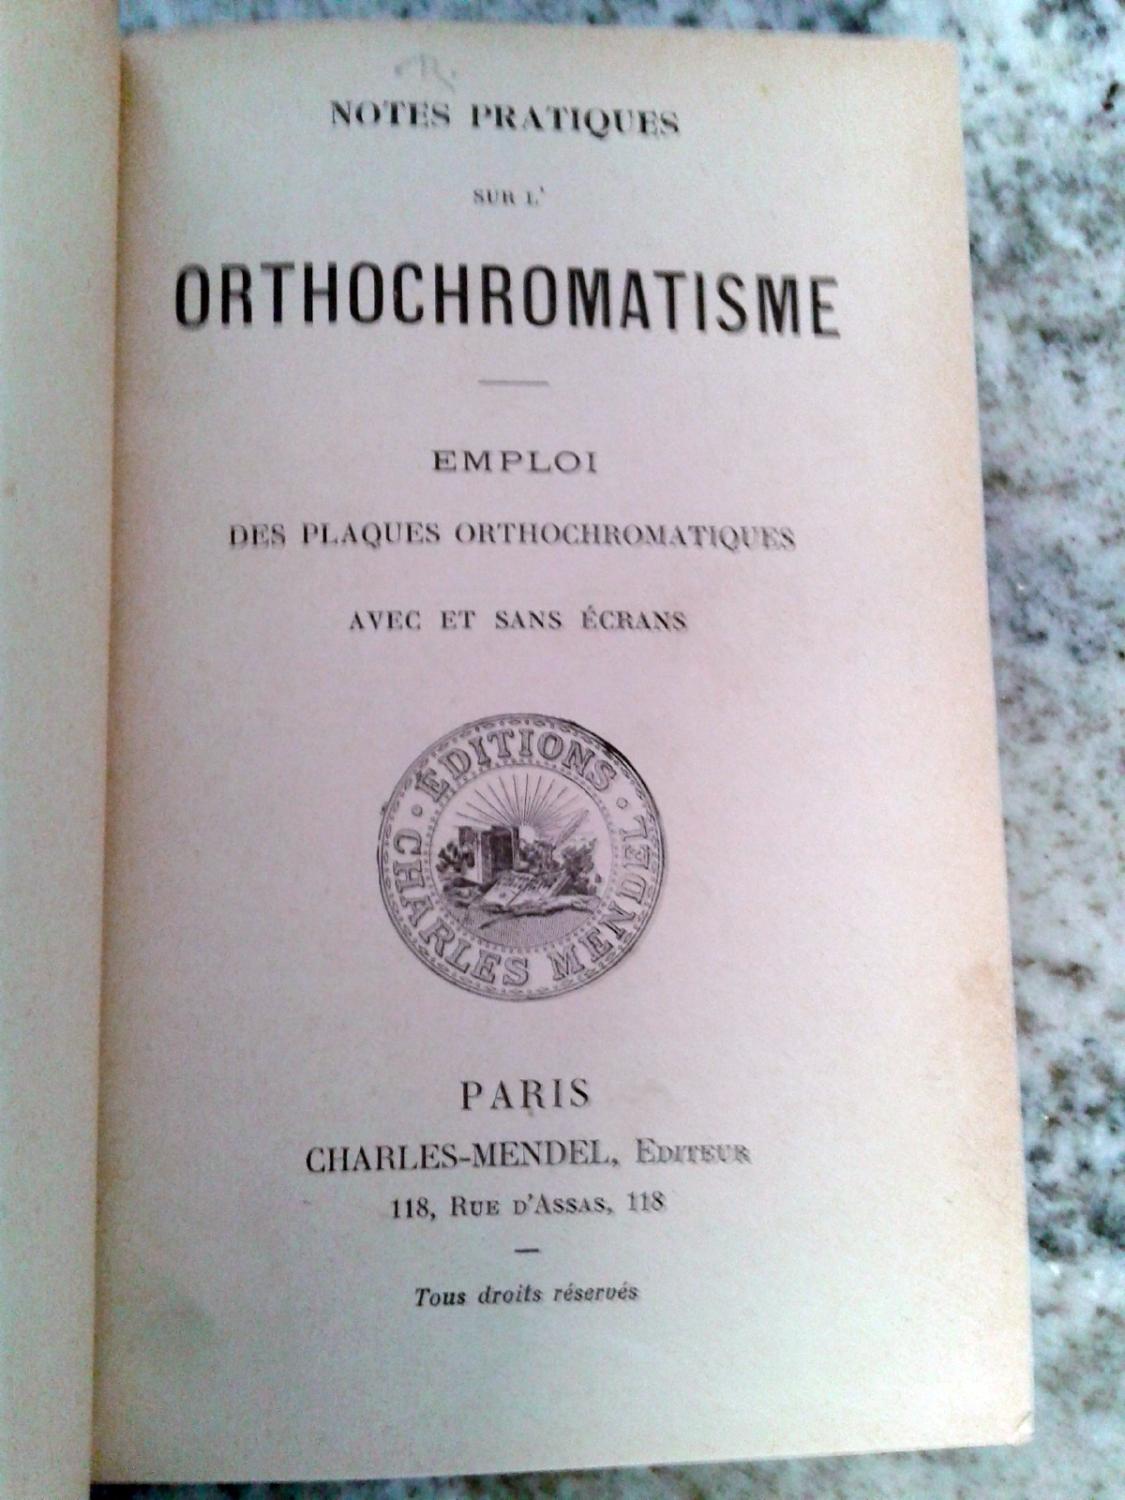 NOTES PRATIQUES
SUR L'
ORTHOCHROMATISME
EMPLOI
DES PLAQUES ORTHOCHROMATIQUES
AVEC ET SANS ÉCRANS
ÉDITIONS
CHARLES MENDEL
PARIS
CHARLES-MENDEL, EDITEUR
118, RUE D'ASSAS, 118
Tous droits réservés